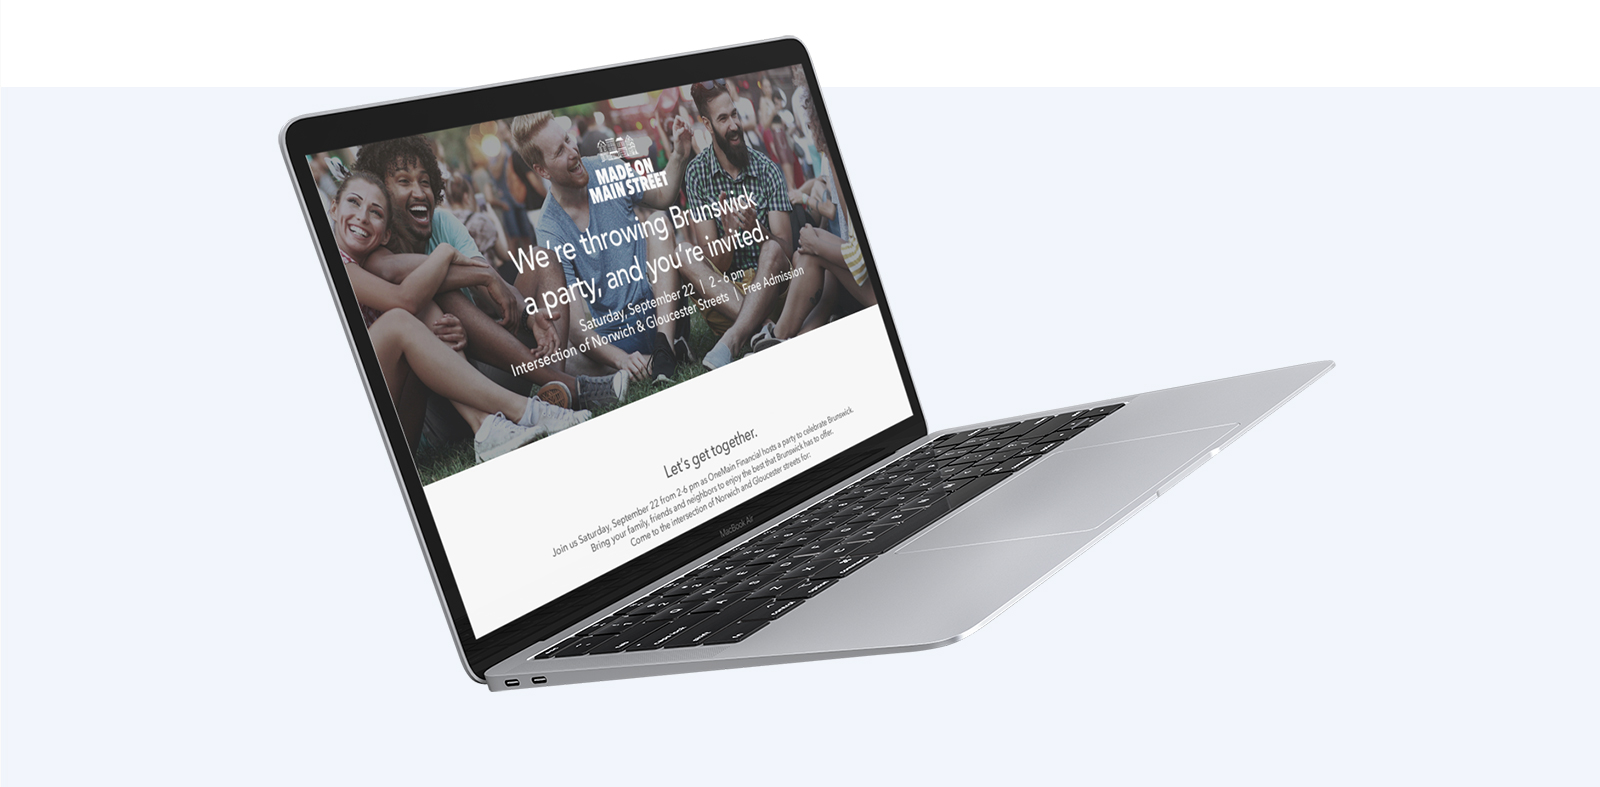 MADE ON
MAIN STREET
We're throwing Brunswick
a party, and you're invited.
Saturday, September 22 | 2 - 6 pm
Intersection of Norwich & Gloucester Streets | Free Admission
Let's get together.
Join us Saturday, September 22 from 2-6 pm as OneMain Financial hosts a party to celebrate Brunswick.
Bring your family, friends and neighbors to enjoy the best that Brunswick has to offer.
Come to the intersection of Norwich and Gloucester streets for:
MacBook Air